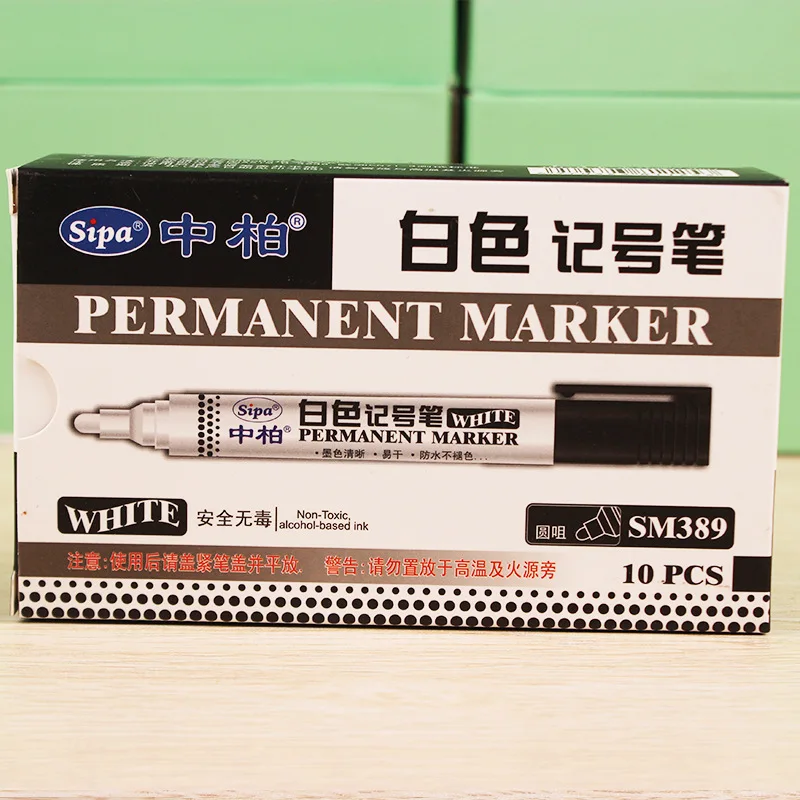 Sipa® 中柏®
白色 记号笔
PERMANENT MARKER
Sipa® 白色记号笔 WHITE
中柏® PERMANENT MARKER
·墨色清晰 ·易干 ·防水不褪色...
WHITE 安全无毒 Non-Toxic,
alcohol-based ink
圆咀 SM389
注意:使用后请盖紧笔盖并平放. 警告:请勿置放于高温及火源旁
10 PCS